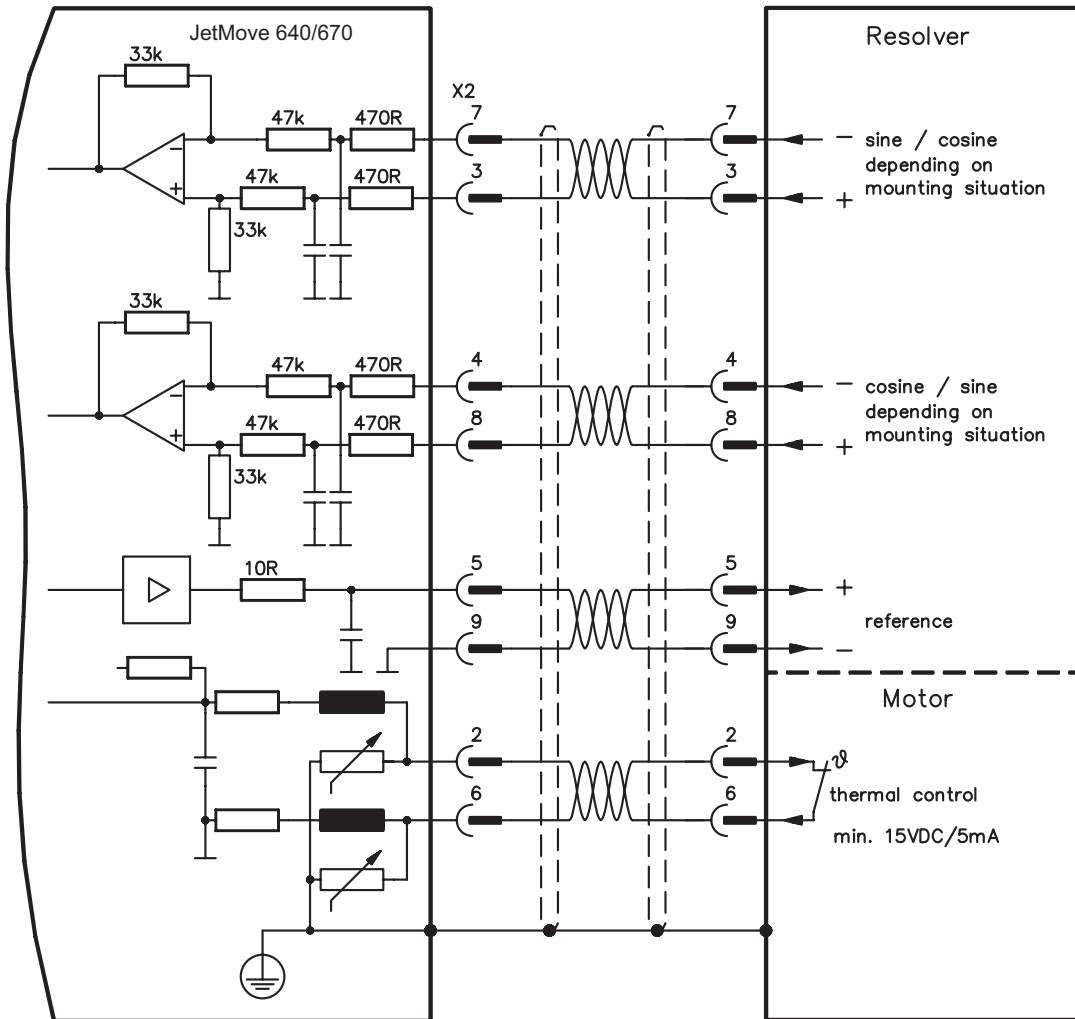 JetMove 640/670
Resolver
33k
X2
47k
470R
7
7
− sine / cosine
depending on
mounting situation
47k
470R
3
3
+
33k
33k
47k
470R
4
4
− cosine / sine
depending on
mounting situation
47k
470R
8
8
+
33k
10R
5
5
+
reference
9
9
−
Motor
2
2
ϑ
thermal control
6
6
min. 15VDC/5mA